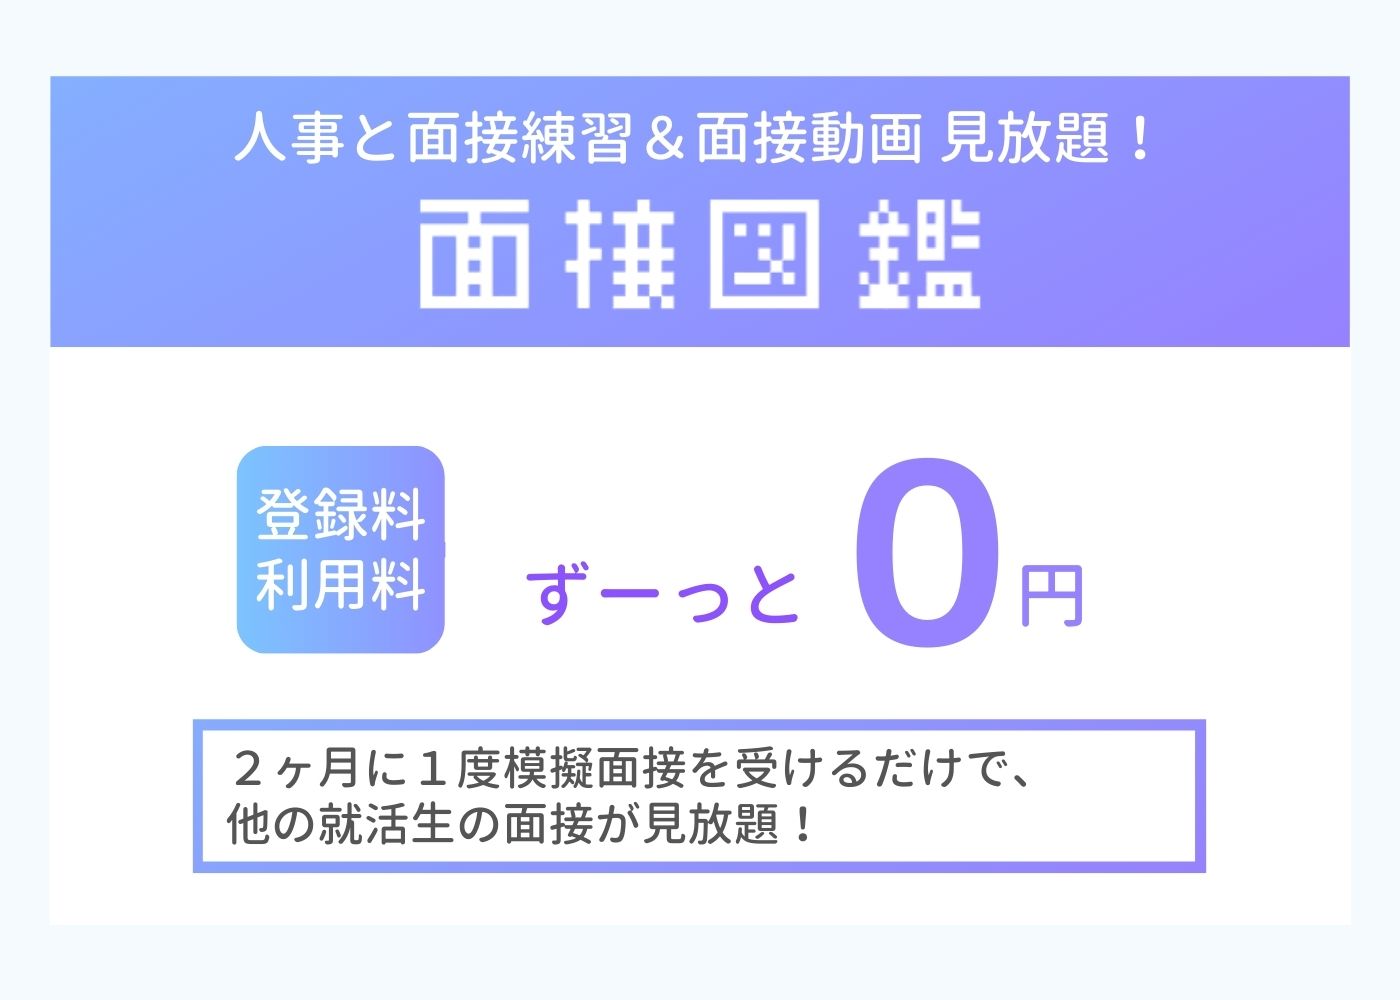 人事と面接練習＆面接動画 見放題！
面接図鑑
登録料
利用料
ずーっと 0円
２ヶ月に１度模擬面接を受けるだけで、
他の就活生の面接が見放題！